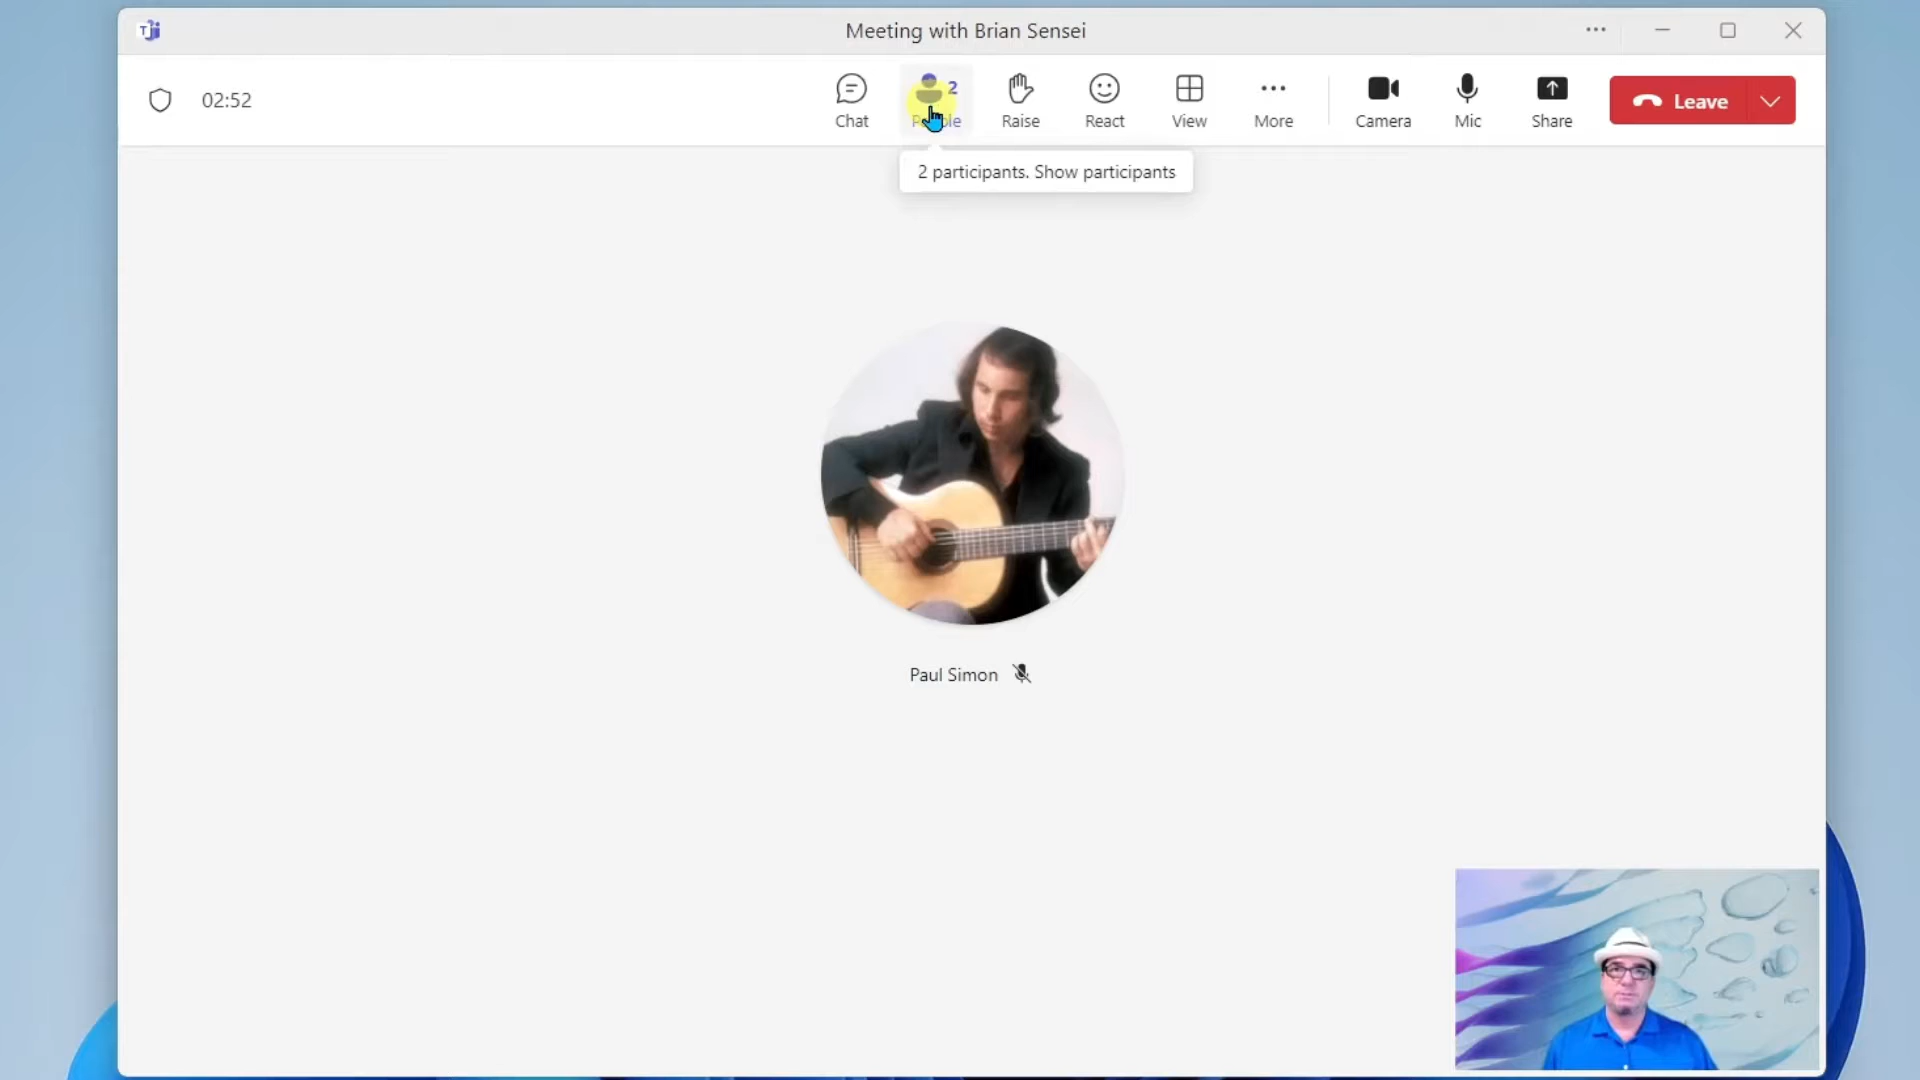 Meeting with Brian Sensei
02:52
2
Chat
Raise
React
View
More
Camera
Mic
Share
Leave
2 participants. Show participants
Paul Simon